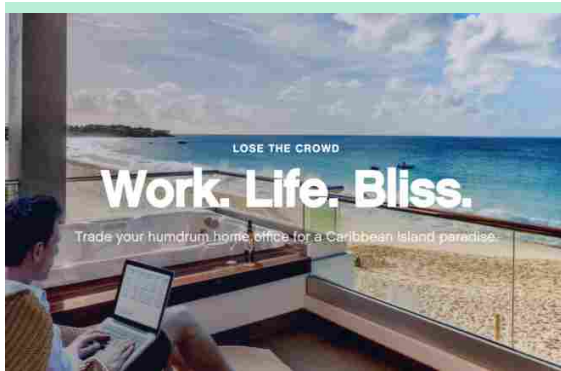 LOSE THE CROWD
Work. Life. Bliss.
Trade your humdrum home office for a Caribbean Island paradise.